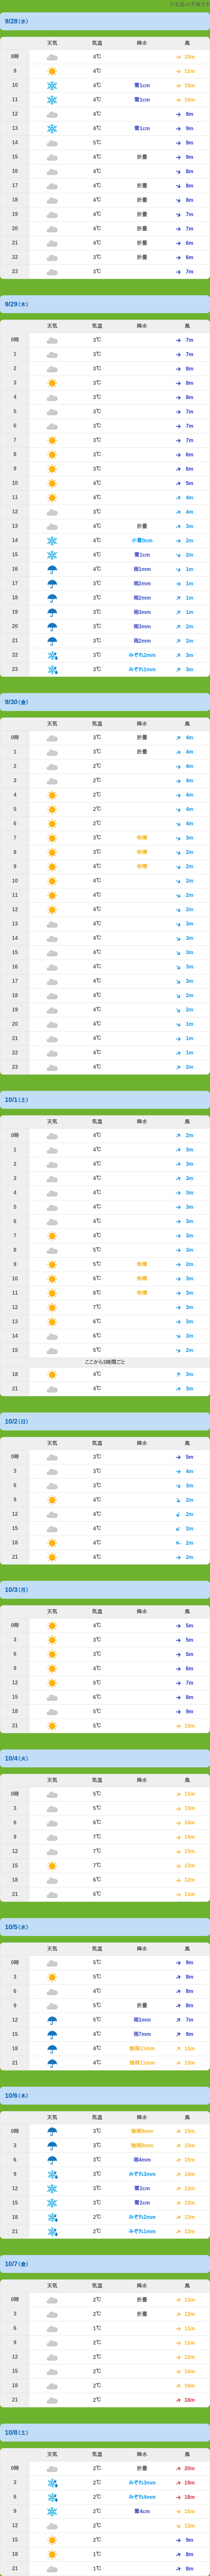 の予報です
9/28(水)
天気 気温 降水 風
8時 4℃ 10m
9 4℃ 11m
10 4℃ 雪1cm 10m
11 4℃ 雪1cm 10m
12 4℃ 9m
13 4℃ 雪1cm 9m
14 5℃ 9m
15 4℃ 折畳 9m
16 4℃ 8m
17 4℃ 折畳 8m
18 4℃ 折畳 8m
19 4℃ 折畳 7m
20 4℃ 折畳 7m
21 4℃ 折畳 6m
22 3℃ 折畳 6m
23 3℃ 7m
9/29(木)
天気 気温 降水 風
0時 3℃ 7m
1 3℃ 7m
2 3℃ 8m
3 3℃ 8m
4 3℃ 8m
5 3℃ 7m
6 3℃ 7m
7 3℃ 7m
8 3℃ 6m
9 3℃ 6m
10 4℃ 5m
11 4℃ 4m
12 3℃ 4m
13 4℃ 折畳 3m
14 4℃ 小雪0cm 2m
15 4℃ 雪1cm 2m
16 4℃ 雨1mm 1m
17 3℃ 雨2mm 1m
18 3℃ 雨2mm 1m
19 3℃ 雨3mm 1m
20 3℃ 雨3mm 2m
21 3℃ 雨2mm 2m
22 3℃ みぞれ2mm 3m
23 3℃ みぞれ1mm 3m
9/30(金)
天気 気温 降水 風
0時 3℃ 折畳 4m
1 3℃ 折畳 4m
2 2℃ 4m
3 2℃ 4m
4 2℃ 4m
5 2℃ 4m
6 2℃ 4m
7 3℃ 快晴 3m
8 3℃ 快晴 2m
9 4℃ 快晴 2m
10 4℃ 2m
11 4℃ 2m
12 4℃ 2m
13 4℃ 3m
14 4℃ 3m
15 4℃ 3m
16 4℃ 3m
17 4℃ 3m
18 4℃ 2m
19 4℃ 2m
20 4℃ 1m
21 4℃ 1m
22 4℃ 1m
23 4℃ 2m
10/1(土)
天気 気温 降水 風
0時 4℃ 2m
1 4℃ 3m
2 4℃ 3m
3 4℃ 3m
4 4℃ 3m
5 4℃ 3m
6 4℃ 3m
7 4℃ 3m
8 5℃ 3m
9 5℃ 快晴 2m
10 6℃ 快晴 3m
11 6℃ 快晴 3m
12 7℃ 3m
13 6℃ 3m
14 6℃ 3m
15 5℃ 2m
ここから3時間ごと
18 4℃ 3m
21 4℃ 3m
10/2(日)
天気 気温 降水 風
0時 3℃ 5m
3 3℃ 4m
6 3℃ 3m
9 4℃ 2m
12 4℃ 2m
15 4℃ 2m
18 4℃ 2m
21 4℃ 2m
10/3(月)
天気 気温 降水 風
0時 4℃ 5m
3 3℃ 5m
6 3℃ 5m
9 4℃ 6m
12 5℃ 7m
15 6℃ 8m
18 5℃ 9m
21 5℃ 10m
10/4(火)
天気 気温 降水 風
0時 5℃ 11m
3 5℃ 13m
6 6℃ 14m
9 7℃ 14m
12 7℃ 13m
15 7℃ 13m
18 6℃ 12m
21 6℃ 11m
10/5(水)
天気 気温 降水 風
0時 5℃ 9m
3 5℃ 8m
6 4℃ 8m
9 5℃ 折畳 8m
12 5℃ 雨1mm 7m
15 4℃ 雨7mm 9m
18 4℃ 強雨11mm 11m
21 4℃ 強雨11mm 13m
10/6(木)
天気 気温 降水 風
0時 3℃ 強雨9mm 15m
3 3℃ 強雨8mm 15m
6 3℃ 雨4mm 15m
9 3℃ みぞれ3mm 14m
12 3℃ 雪2cm 13m
15 3℃ 雪2cm 13m
18 2℃ みぞれ2mm 13m
21 2℃ みぞれ1mm 13m
10/7(金)
天気 気温 降水 風
0時 2℃ 折畳 13m
3 2℃ 折畳 12m
6 1℃ 11m
9 2℃ 11m
12 2℃ 12m
15 2℃ 14m
18 2℃ 16m
21 2℃ 18m
10/8(土)
天気 気温 降水 風
0時 2℃ 折畳 20m
3 2℃ みぞれ3mm 19m
6 2℃ みぞれ4mm 18m
9 2℃ 雪4cm 15m
12 2℃ 12m
15 2℃ 9m
18 1℃ 8m
21 1℃ 8m